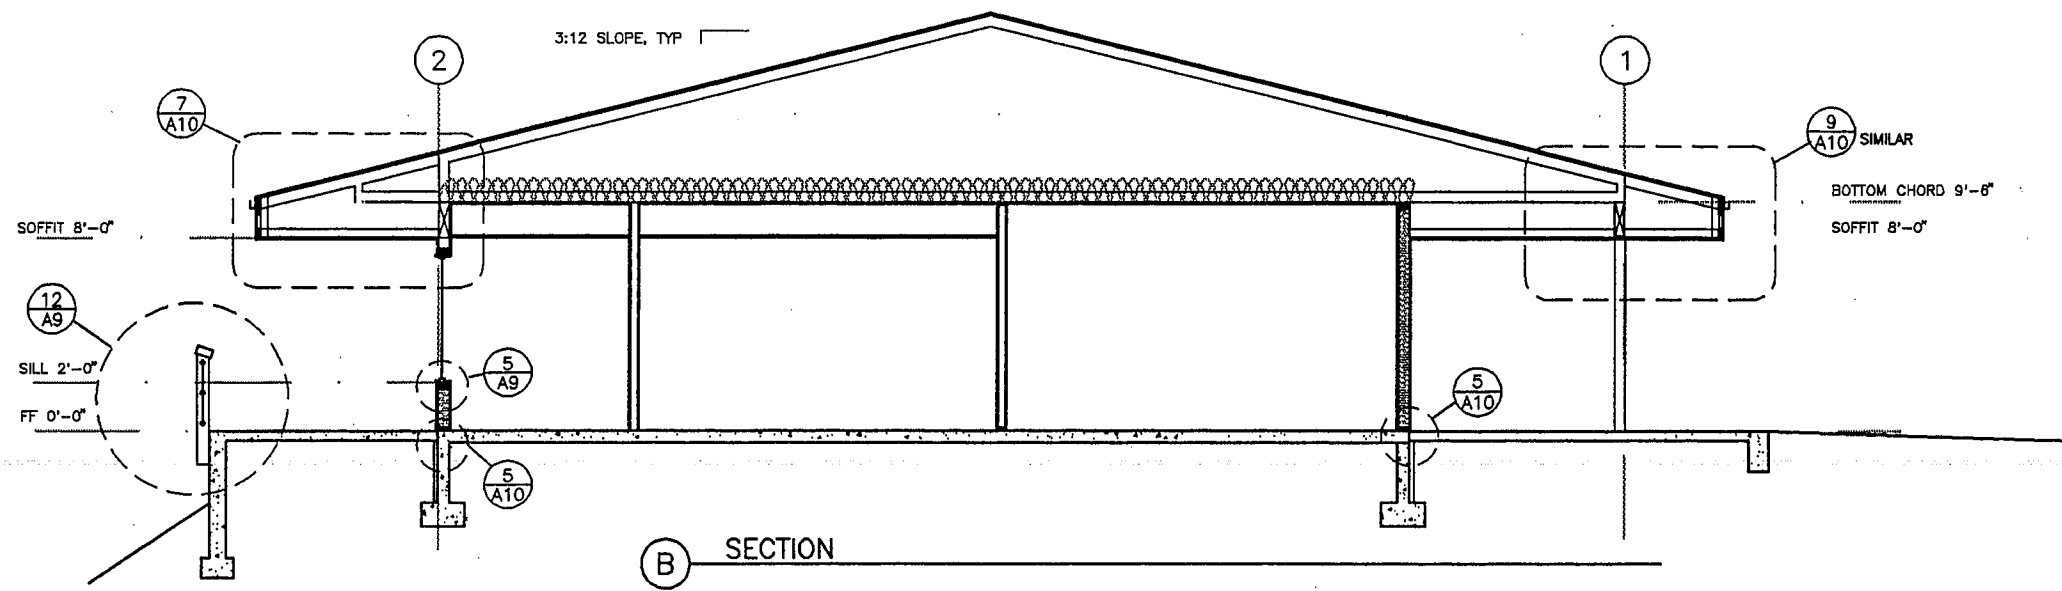 3:12 SLOPE, TYP
2
1
7
A10
9
A10
SIMILAR
BOTTOM CHORD 9'-6"
SOFFIT 8'-0"
SOFFIT 8'-0"
12
A9
SILL 2'-0"
5
A9
FF 0'-0"
5
A10
5
A10
B
SECTION